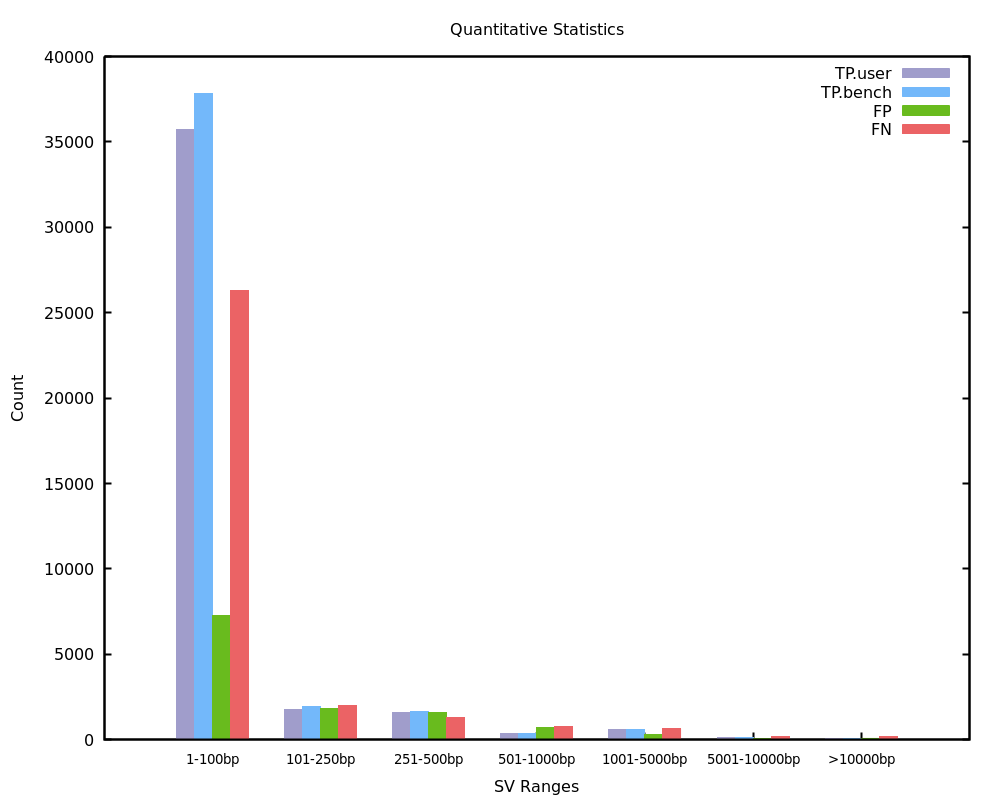 Quantitative Statistics
TP.user
TP.bench
FP
FN
40000
35000
30000
25000
20000
15000
10000
5000
0
Count
1-100bp 101-250bp 251-500bp 501-1000bp 1001-5000bp 5001-10000bp >10000bp
SV Ranges